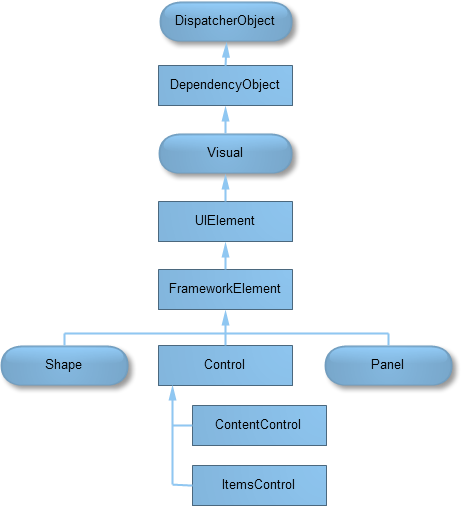 DispatcherObject
DependencyObject
Visual
UIElement
FrameworkElement
Shape
Control
Panel
ContentControl
ItemsControl